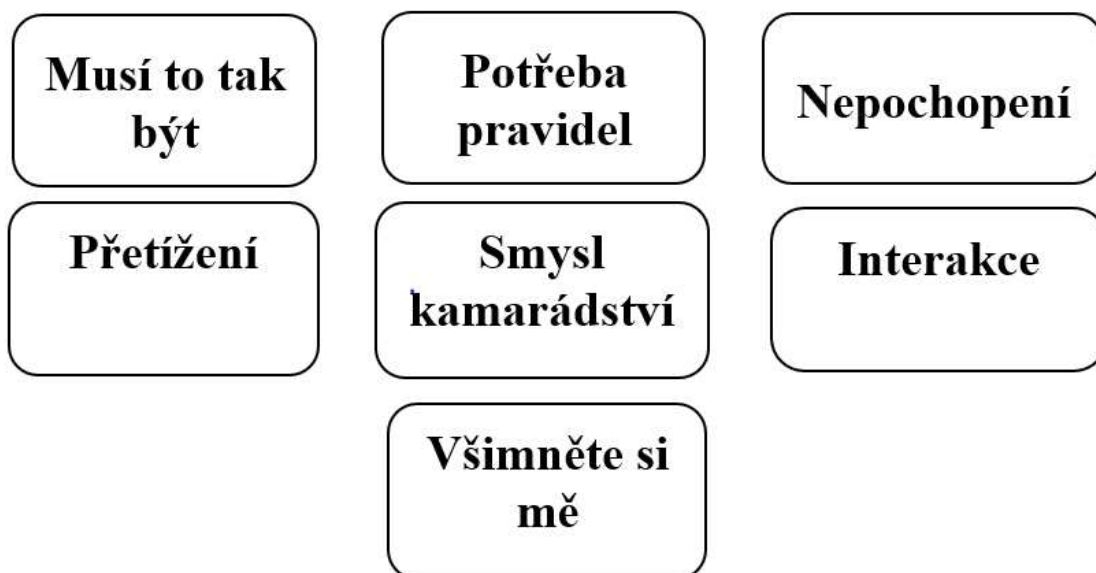 Musí to tak
být
Potřeba
pravidel
Nepochopení
Přetížení
Smysl
kamarádství
Interakce
Všimněte si
mě